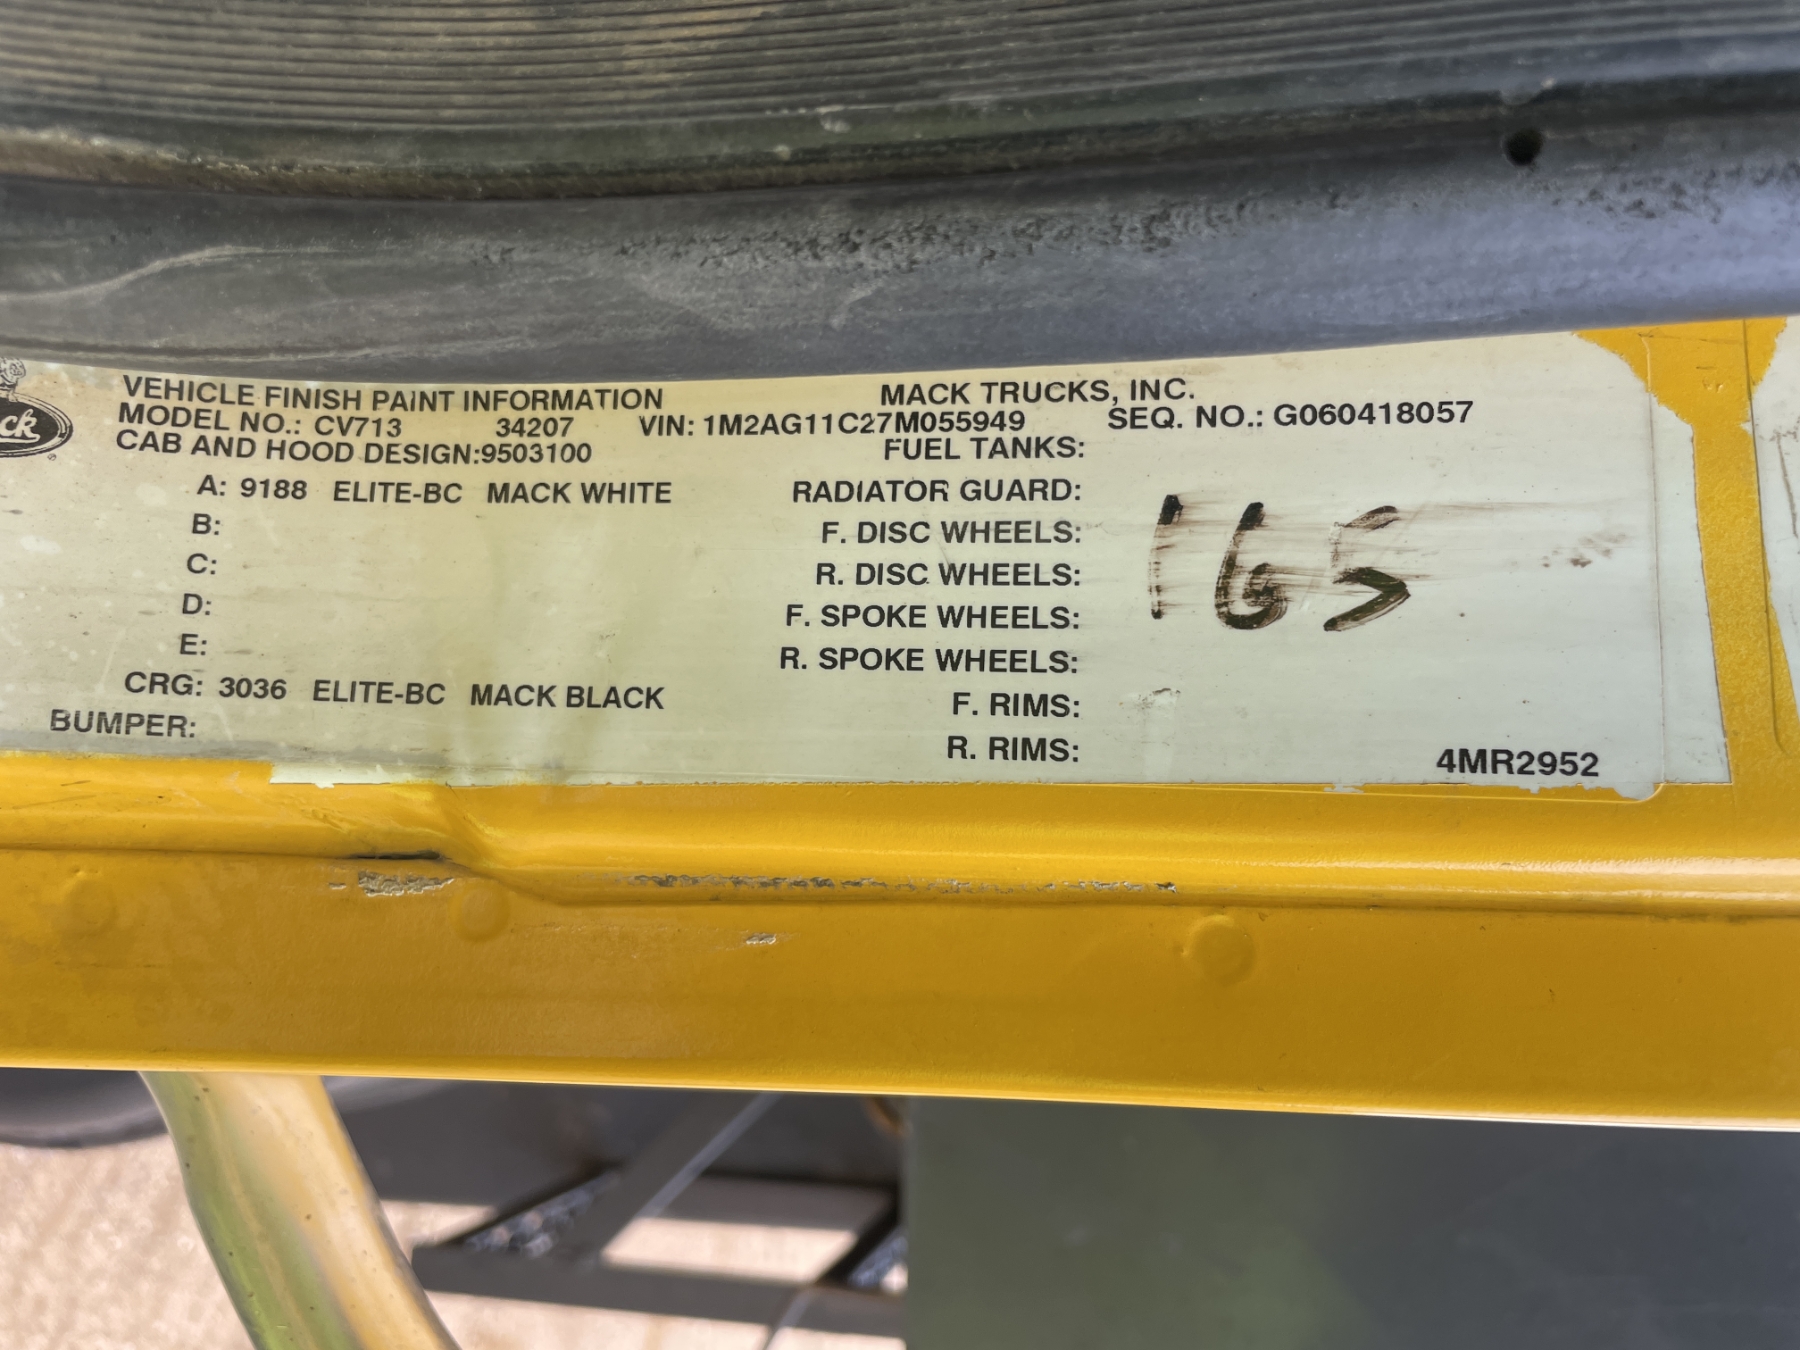 ck
VEHICLE FINISH PAINT INFORMATION MACK TRUCKS, INC.
MODEL NO.: CV713 34207 VIN: 1M2AG11C27M055949 SEQ. NO.: G060418057
CAB AND HOOD DESIGN:9503100 FUEL TANKS:
A: 9188 ELITE-BC MACK WHITE RADIATOR GUARD:
B: F. DISC WHEELS:
C: R. DISC WHEELS:
D: F. SPOKE WHEELS:
E: R. SPOKE WHEELS:
CRG: 3036 ELITE-BC MACK BLACK F. RIMS:
BUMPER: R. RIMS:
165
4MR2952